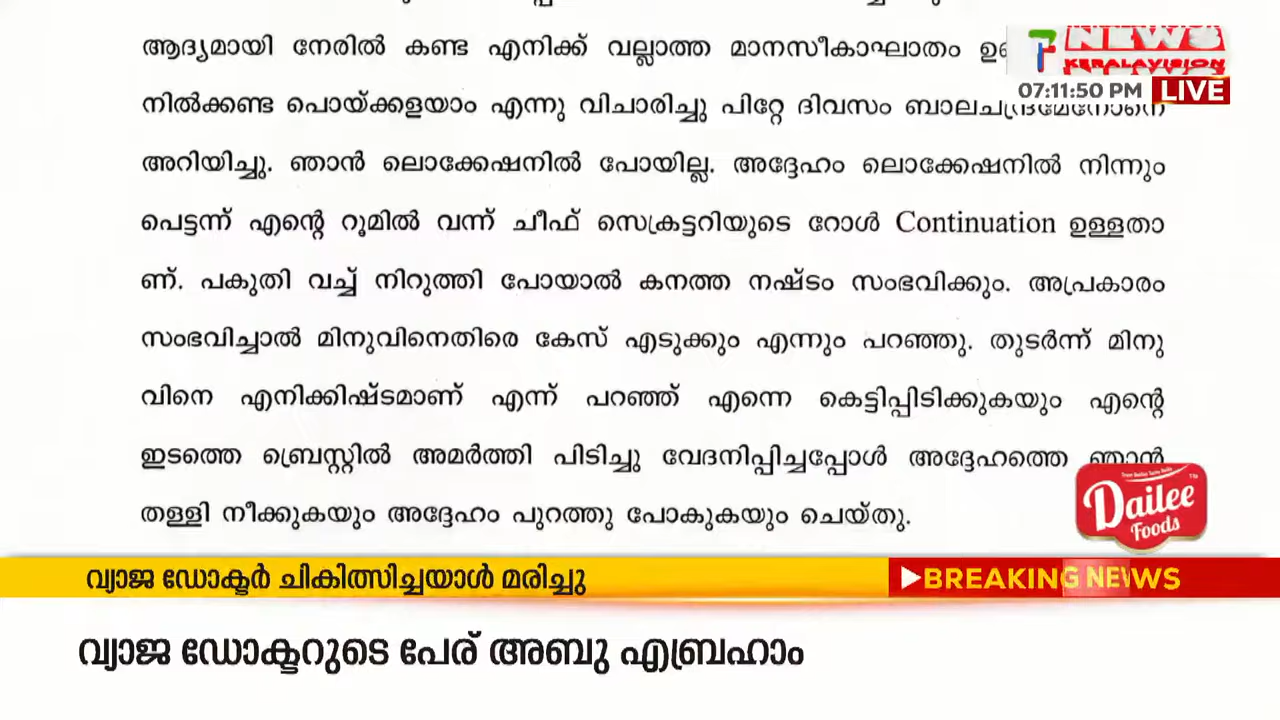 ആദ്യമായി നേരിൽ കണ്ട എനിക്ക് വല്ലാത്ത മാനസീകാഘാതം
NEWS
KERALAVISION
07:11:50 PM LIVE
നിൽക്കണ്ട പൊയ്ക്കളയാം എന്നു വിചാരിച്ചു പിറ്റേ ദിവസം ബാലചന്ദ്രമേനോനെ
അറിയിച്ചു. ഞാൻ ലൊക്കേഷനിൽ പോയില്ല. അദ്ദേഹം ലൊക്കേഷനിൽ നിന്നും
പെട്ടന്ന് എന്റെ റൂമിൽ വന്ന് ചീഫ് സെക്രട്ടറിയുടെ റോൾ Continuation ഉള്ളതാ
ണ്. പകുതി വച്ച് നിറുത്തി പോയാൽ കനത്ത നഷ്ടം സംഭവിക്കും. അപ്രകാരം
സംഭവിച്ചാൽ മിനുവിനെതിരെ കേസ് എടുക്കും എന്നും പറഞ്ഞു. തുടർന്ന് മിനു
വിനെ എനിക്കിഷ്ടമാണ് എന്ന് പറഞ്ഞ് എന്നെ കെട്ടിപ്പിടിക്കുകയും എന്റെ
ഇടത്തെ ബ്രെസ്റ്റിൽ അമർത്തി പിടിച്ചു വേദനിപ്പിച്ചപ്പോൾ അദ്ദേഹത്തെ ഞാൻ
തള്ളി നീക്കുകയും അദ്ദേഹം പുറത്തു പോകുകയും ചെയ്തു.
Dailee
Foods
വ്യാജ ഡോക്ടർ ചികിത്സിച്ചയാൾ മരിച്ചു
BREAKING NEWS
വ്യാജ ഡോക്ടറുടെ പേര് അബു എബ്രഹാം